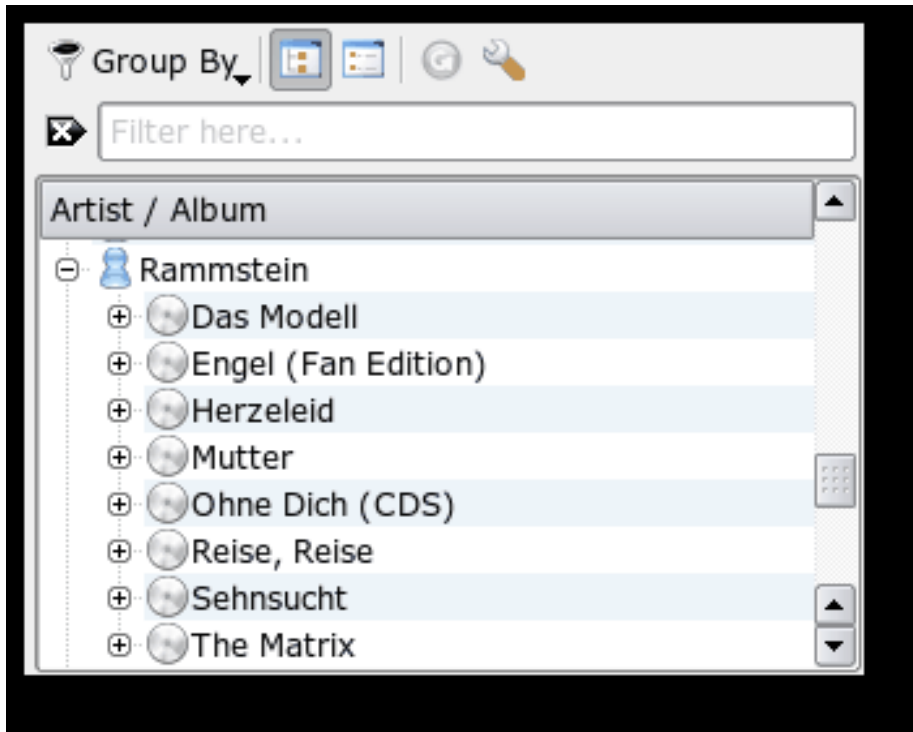 Group By
Filter here...
Artist / Album
Rammstein
Das Modell
Engel (Fan Edition)
Herzeleid
Mutter
Ohne Dich (CDS)
Reise, Reise
Sehnsucht
The Matrix